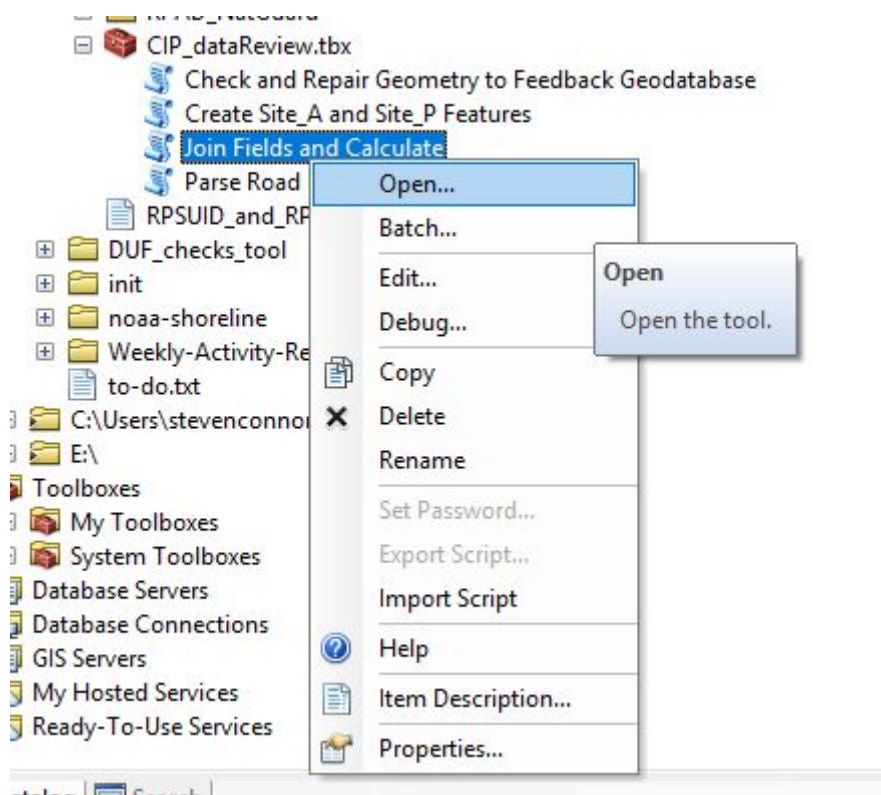 CIP_dataReview.tbx
Check and Repair Geometry to Feedback Geodatabase
Create Site_A and Site_P Features
Join Fields and Calculate
Parse Road
RPSUID_and_RP
DUF_checks_tool
init
noaa-shoreline
Weekly-Activity-Re
to-do.txt
C:\Users\stevenconnor
E:\
Toolboxes
My Toolboxes
System Toolboxes
Database Servers
Database Connections
GIS Servers
My Hosted Services
Ready-To-Use Services
Open...
Batch...
Edit...
Debug...
Copy
Delete
Rename
Set Password...
Export Script...
Import Script
Help
Item Description...
Properties...
Open
Open the tool.